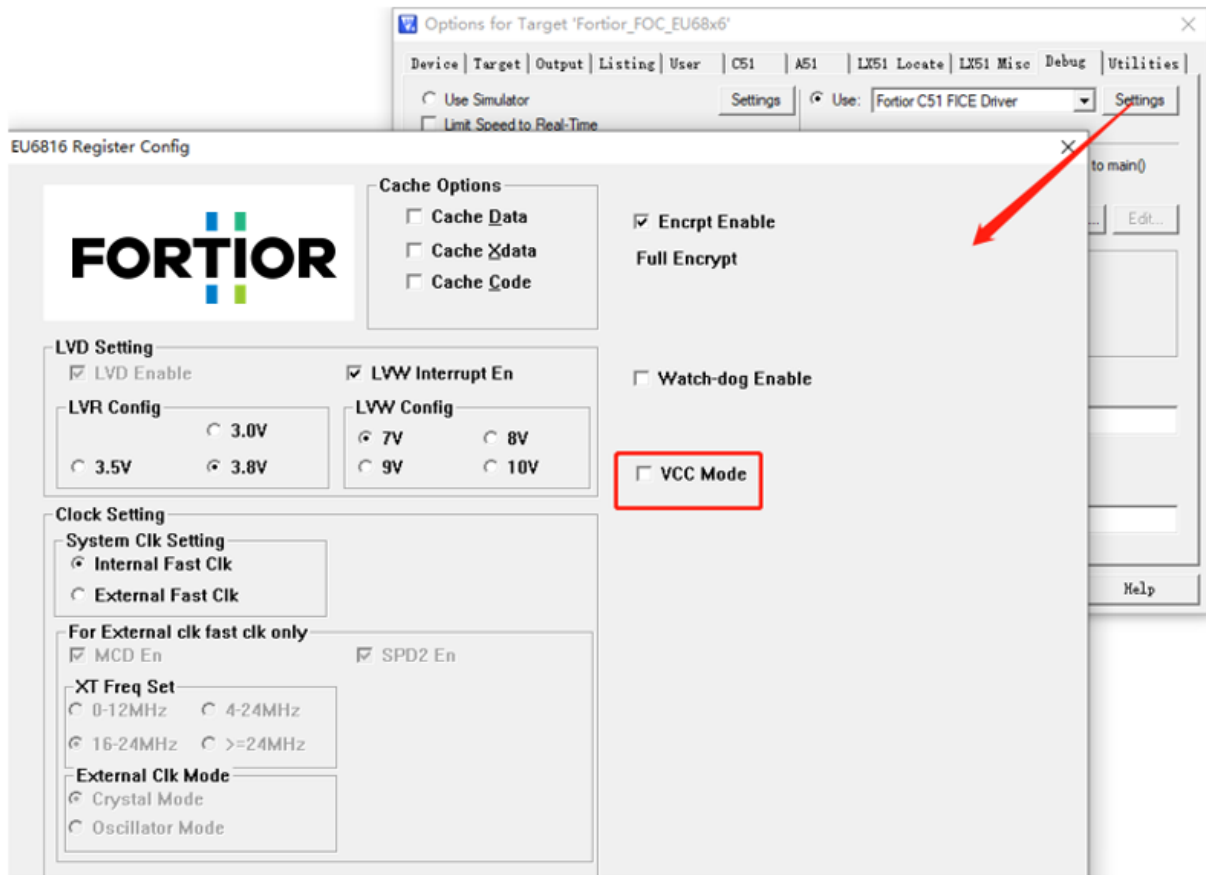 Options for Target 'Fortior_FOC_EU68x6'
Device Target Output Listing User C51 A51 LX51 Locate LX51 Misc Debug Utilities
Use Simulator Settings Use: Fortior C51 FICE Driver Settings
Limit Speed to Real-Time
to main()
... Edit...
Help
EU6816 Register Config
FORTIOR
Cache Options
Cache Data
Cache Xdata
Cache Code
Encrpt Enable
Full Encrypt
LVD Setting
LVD Enable LVW Interrupt En
LVR Config
3.0V
3.5V 3.8V
LVW Config
7V 8V
9V 10V
Watch-dog Enable
VCC Mode
Clock Setting
System Clk Setting
Internal Fast Clk
External Fast Clk
For External clk fast clk only
MCD En SPD2 En
XT Freq Set
0-12MHz 4-24MHz
16-24MHz >=24MHz
External Clk Mode
Crystal Mode
Oscillator Mode